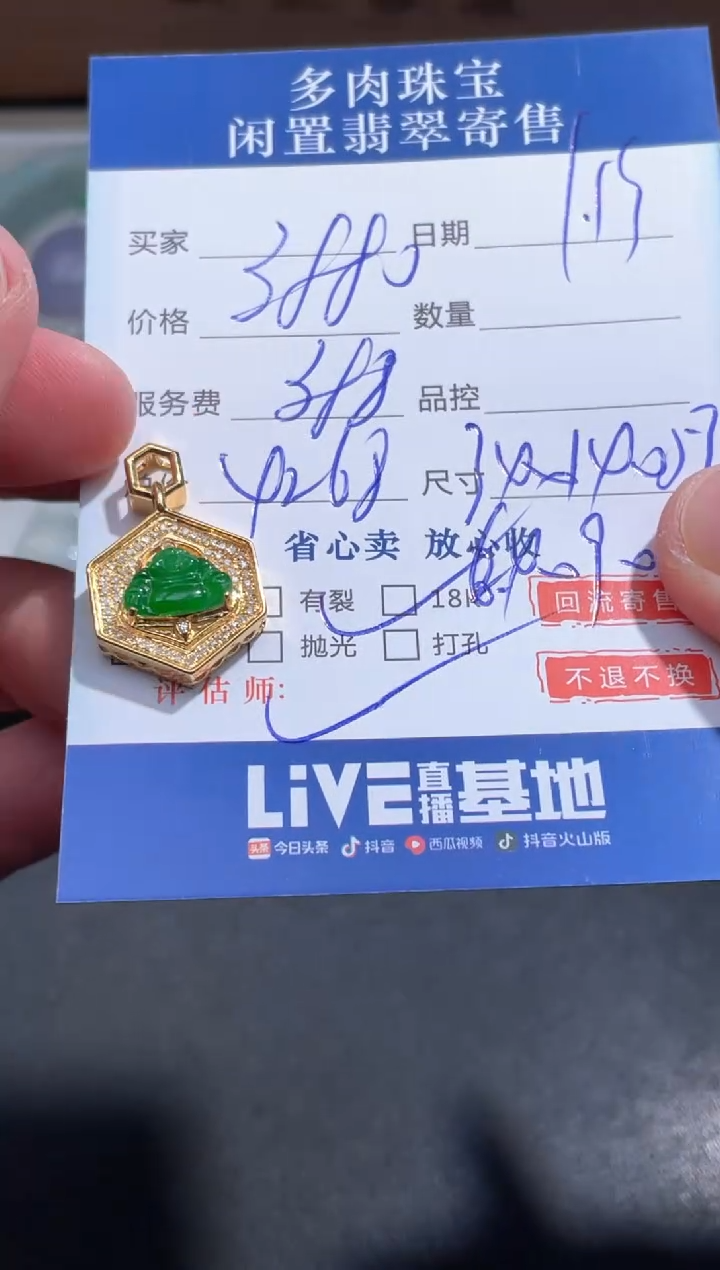 多肉珠宝
闲置翡翠寄售
买家 日期 1.15
价格 3880 数量
服务费 388 品控
4268 尺寸
省心卖 放心收
有裂 18K 回流寄售
抛光 打孔
不退不换
评估师:
LiVE直播基地
头条 今日头条 抖音 西瓜视频 抖音火山版